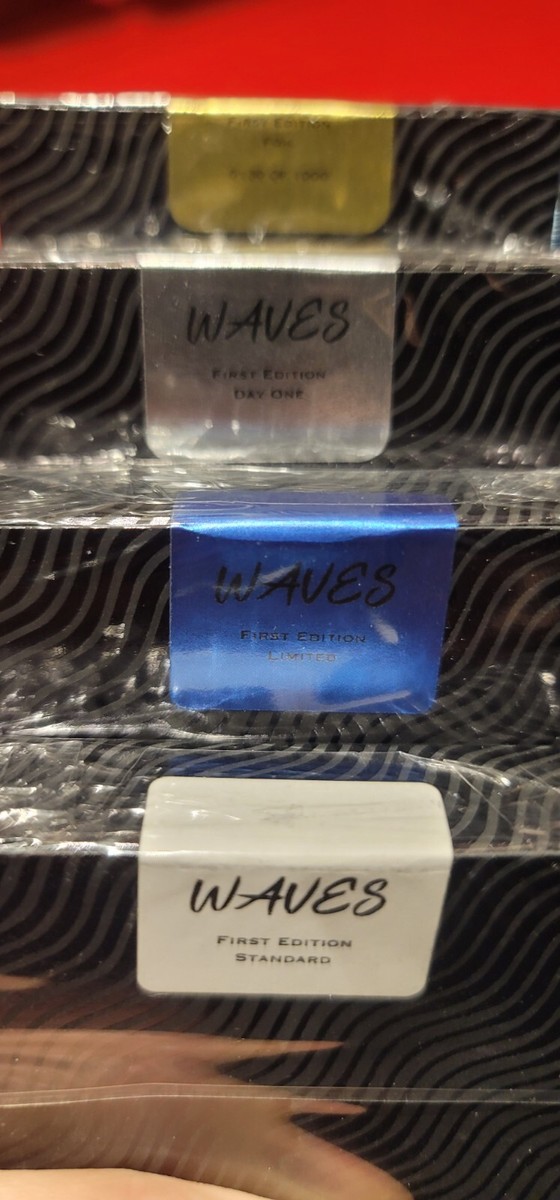 FIRST EDITION
WAVES
FIRST EDITION
DAY ONE
WAVES
FIRST EDITION
LIMITED
WAVES
FIRST EDITION
STANDARD